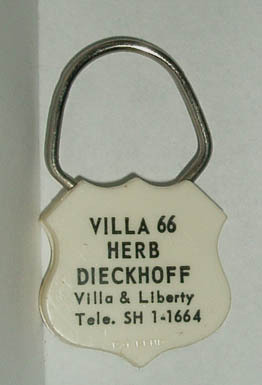 VILLA 66
HERB
DIECKHOFF
Villa & Liberty
Tele. SH 1-1664